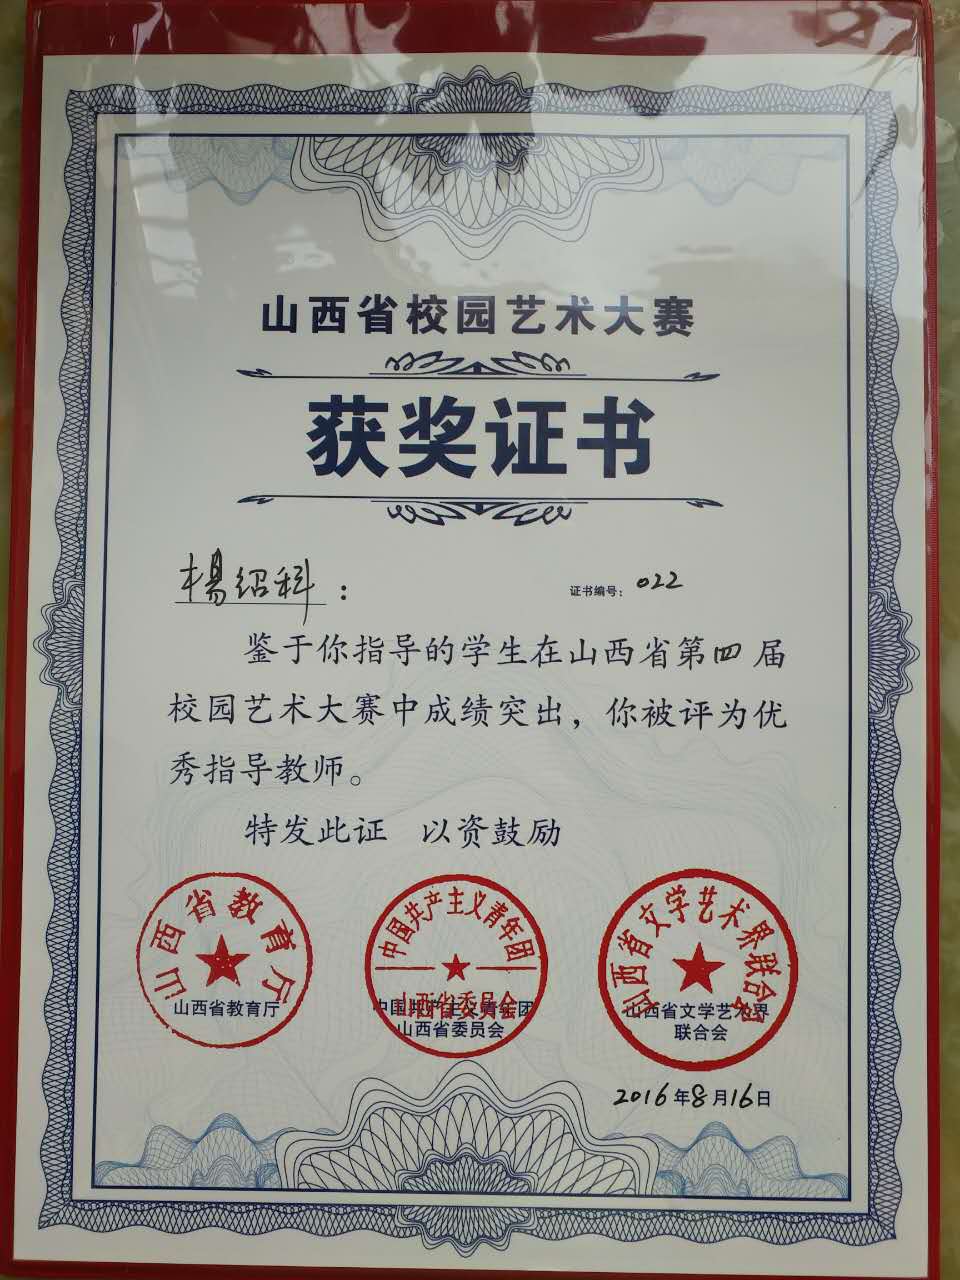 山西省校园艺术大赛
获奖证书
楊绍科：
证书编号：022
鉴于你指导的学生在山西省第四届
校园艺术大赛中成绩突出，你被评为优
秀指导教师。
特发此证 以资鼓励
山西省教育厅
山西省教育厅
中国共产主义青年团
山西省委员会
中国共产主义青年团
山西省委员会
山西省文学艺术界联合会
山西省文学艺术界
联合会
2016年8月16日